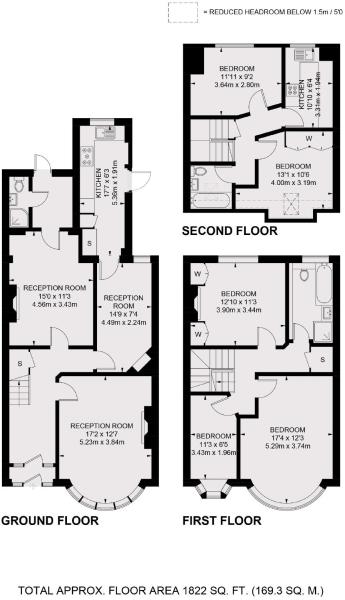 = REDUCED HEADROOM BELOW 1.5m / 5'0
BEDROOM
11'11 x 9'2
3.64m x 2.80m
KITCHEN
10'10 x 6'4
3.31m x 1.94m
W
BEDROOM
13'1 x 10'6
4.00m x 3.19m
SECOND FLOOR
KITCHEN
17'7 x 6'3
5.36m x 1.91m
S
RECEPTION ROOM
15'0 x 11'3
4.56m x 3.43m
RECEPTION
ROOM
14'9 x 7'4
4.49m x 2.24m
S
RECEPTION ROOM
17'2 x 12'7
5.23m x 3.84m
GROUND FLOOR
W
BEDROOM
12'10 x 11'3
3.90m x 3.44m
W
S
BEDROOM
11'3 x 6'5
3.43m x 1.96m
BEDROOM
17'4 x 12'3
5.29m x 3.74m
FIRST FLOOR
TOTAL APPROX. FLOOR AREA 1822 SQ. FT. (169.3 SQ. M.)